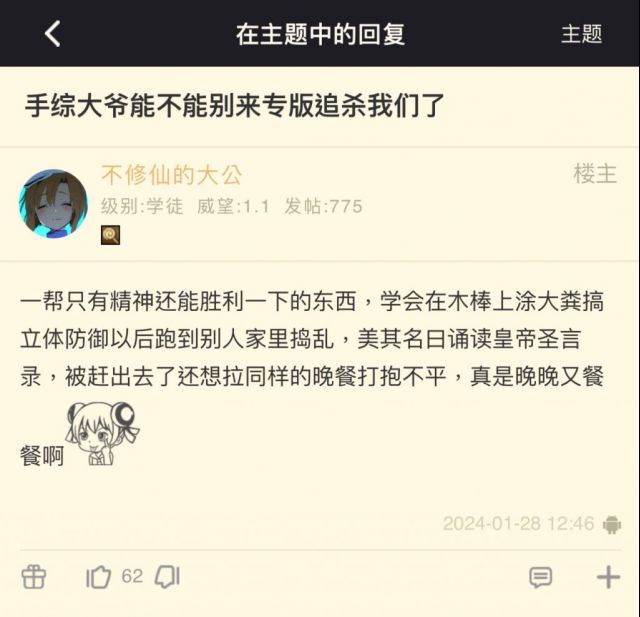 在主题中的回复
主题
手综大爷能不能别来专版追杀我们了
不修仙的大公
楼主
级别:学徒 威望:1.1 发帖:775
一帮只有精神还能胜利一下的东西，学会在木棒上涂大粪搞
立体防御以后跑到别人家里捣乱，美其名曰诵读皇帝圣言
录，被赶出去了还想拉同样的晚餐打抱不平，真是晚晚又餐
餐啊
2024-01-28 12:46
62